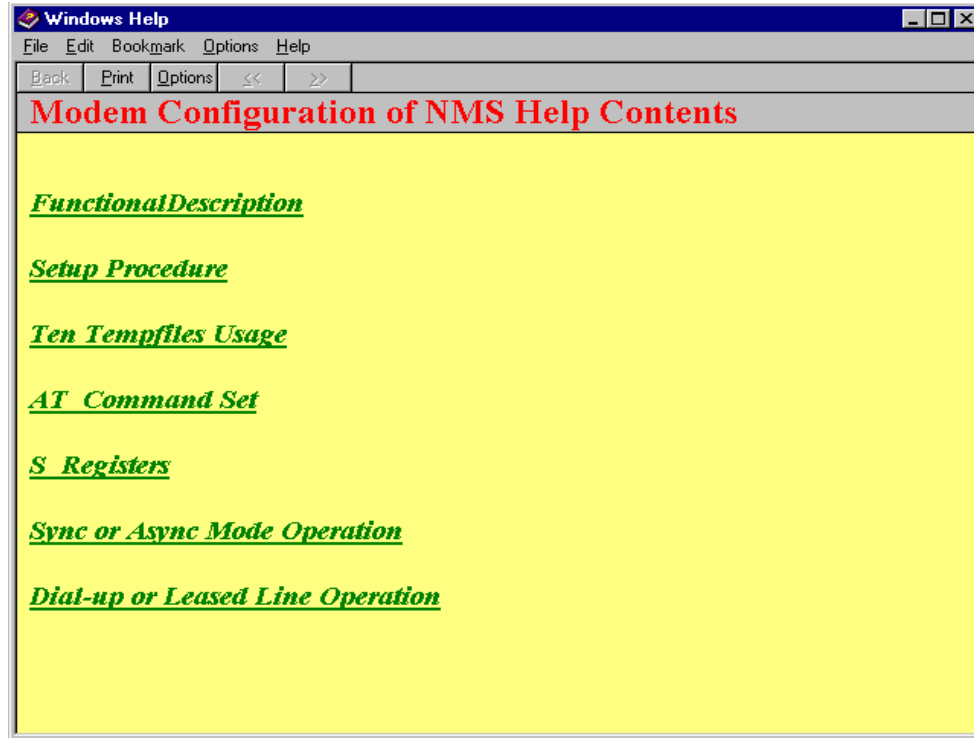 Windows Help
File Edit Bookmark Options Help
Back Print Options << >>
Modem Configuration of NMS Help Contents
FunctionalDescription
Setup Procedure
Ten Tempfiles Usage
AT Command Set
S Registers
Sync or Async Mode Operation
Dial-up or Leased Line Operation